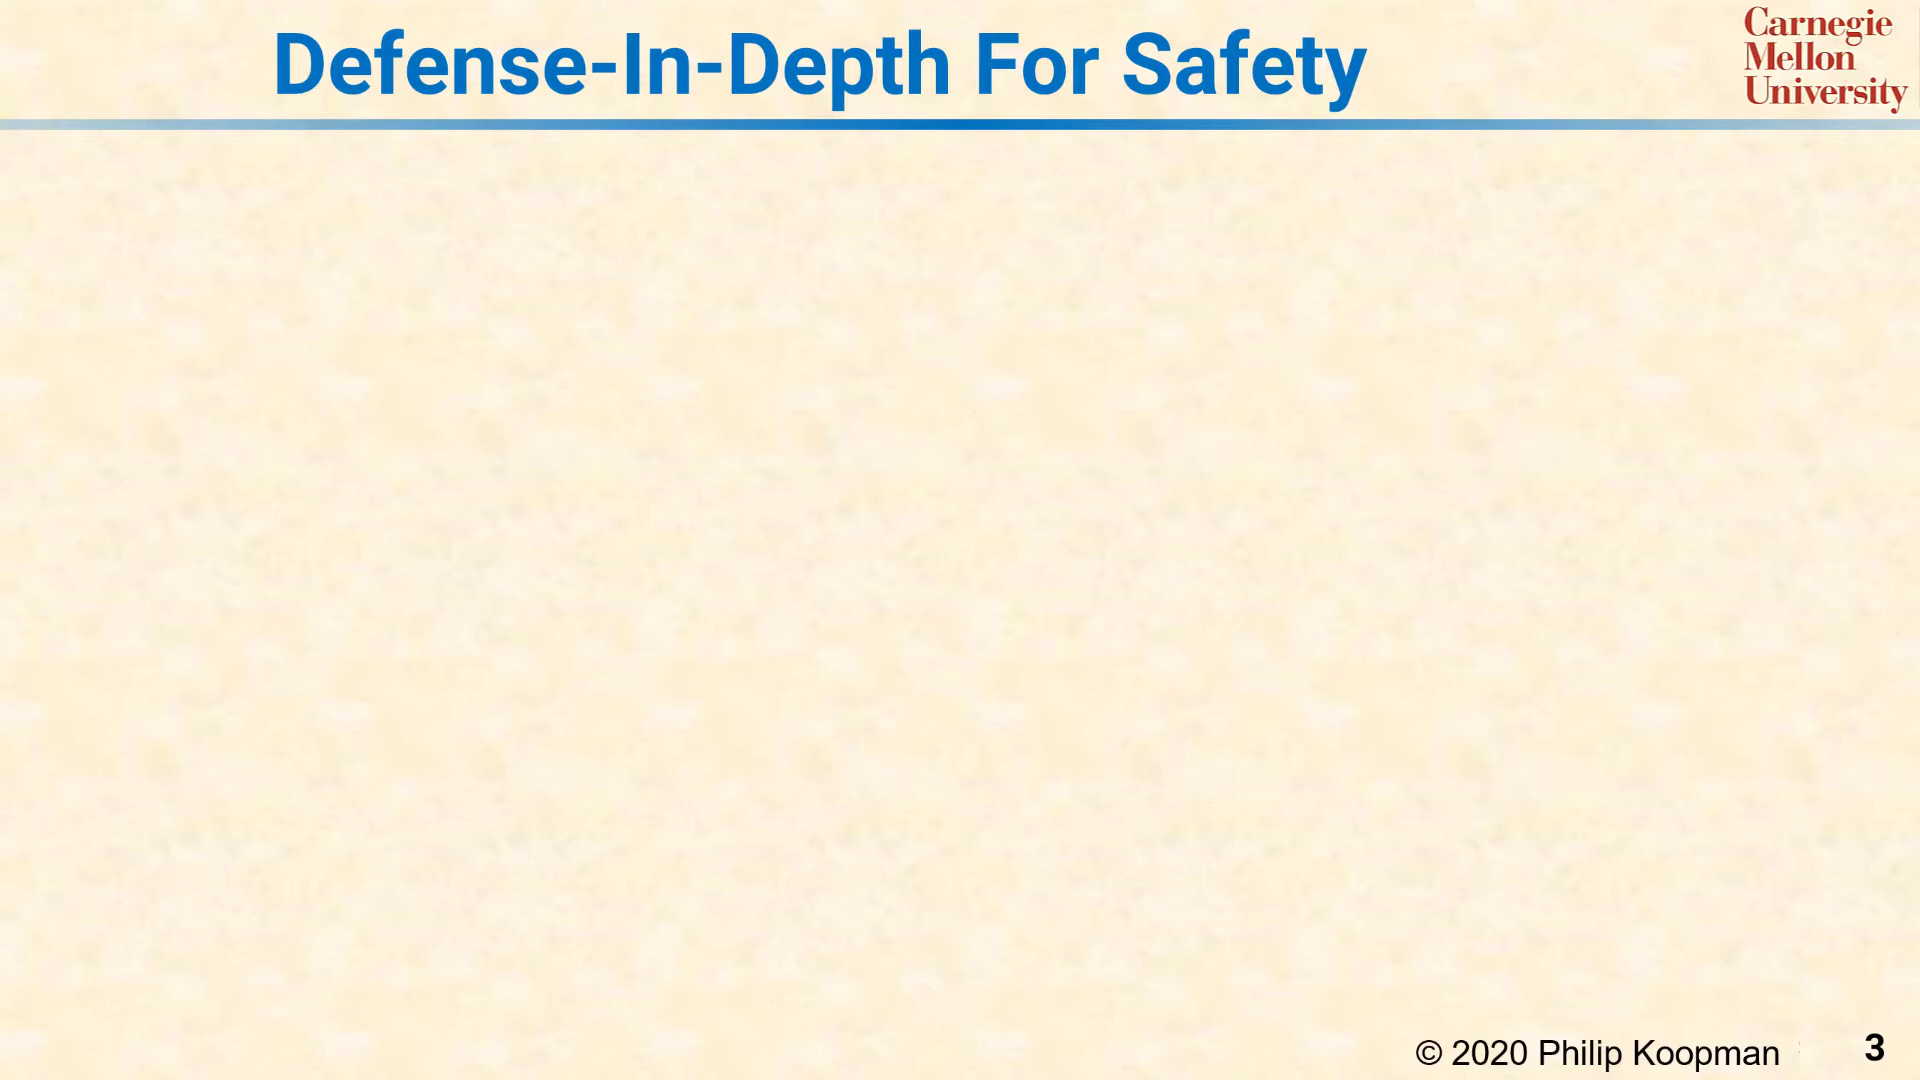 Defense-In-Depth For Safety
Carnegie
Mellon
University
© 2020 Philip Koopman
3